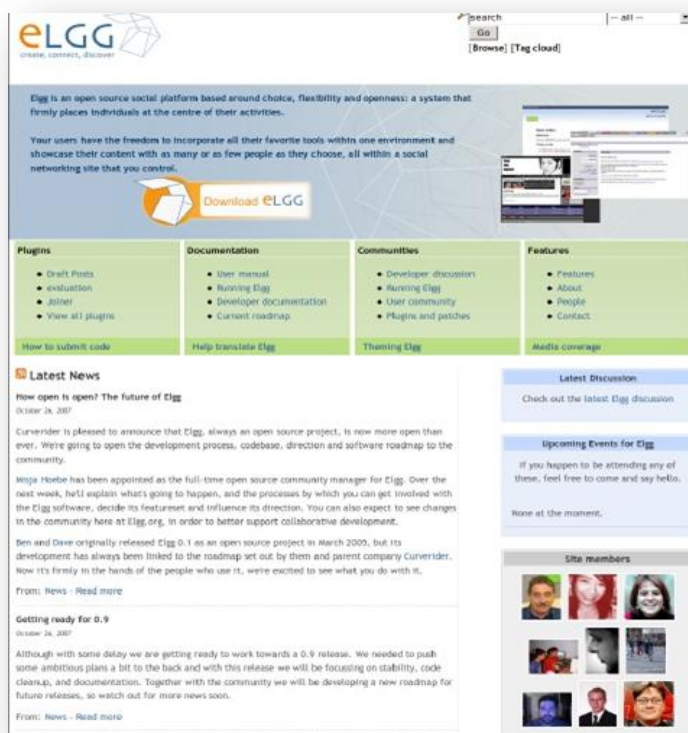 eLGG
create, connect, discover
search
-- all --
Go
[Browse] [Tag cloud]
Elgg is an open source social platform based around choice, flexibility and openness: a system that
firmly places individuals at the centre of their activities.
Your users have the freedom to incorporate all their favorite tools within one environment and
showcase their content with as many or as few people as they choose, all within a social
networking site that you control.
Download eLGG
Plugins
Draft Posts
evaluation
Joiner
View all plugins
How to submit code
Documentation
User manual
Running Elgg
Developer documentation
Current roadmap
Help translate Elgg
Communities
Developer discussion
Running Elgg
User community
Plugins and patches
Theming Elgg
Features
Features
About
People
Contact
Media coverage
Latest News
How open is open? The future of Elgg
October 26, 2007
Curverider is pleased to announce that Elgg, always an open source project, is now more open than
ever. We're going to open the development process, codebase, direction and software roadmap to the
community.
Misja Hoebe has been appointed as the full-time open source community manager for Elgg. Over the
next week, he'll explain what's going to happen, and the processes by which you can get involved with
the Elgg software, decide its featureset and influence its direction. You can also expect to see changes
in the community here at Elgg.org, in order to better support collaborative development.
Ben and Dave originally released Elgg 0.1 as an open source project in March 2005, but its
development has always been linked to the roadmap set out by them and parent company Curverider.
Now it's firmly in the hands of the people who use it, we're excited to see what you do with it.
From: News - Read more
Getting ready for 0.9
October 24, 2007
Although with some delay we are getting ready to work towards a 0.9 release. We needed to push
some ambitious plans a bit to the back and with this release we will be focussing on stability, code
cleanup, and documentation. Together with the community we will be developing a new roadmap for
future releases, so watch out for more news soon.
From: News - Read more
Latest Discussion
Check out the latest Elgg discussion
Upcoming Events for Elgg
If you happen to be attending any of
these, feel free to come and say hello.
None at the moment.
Site members